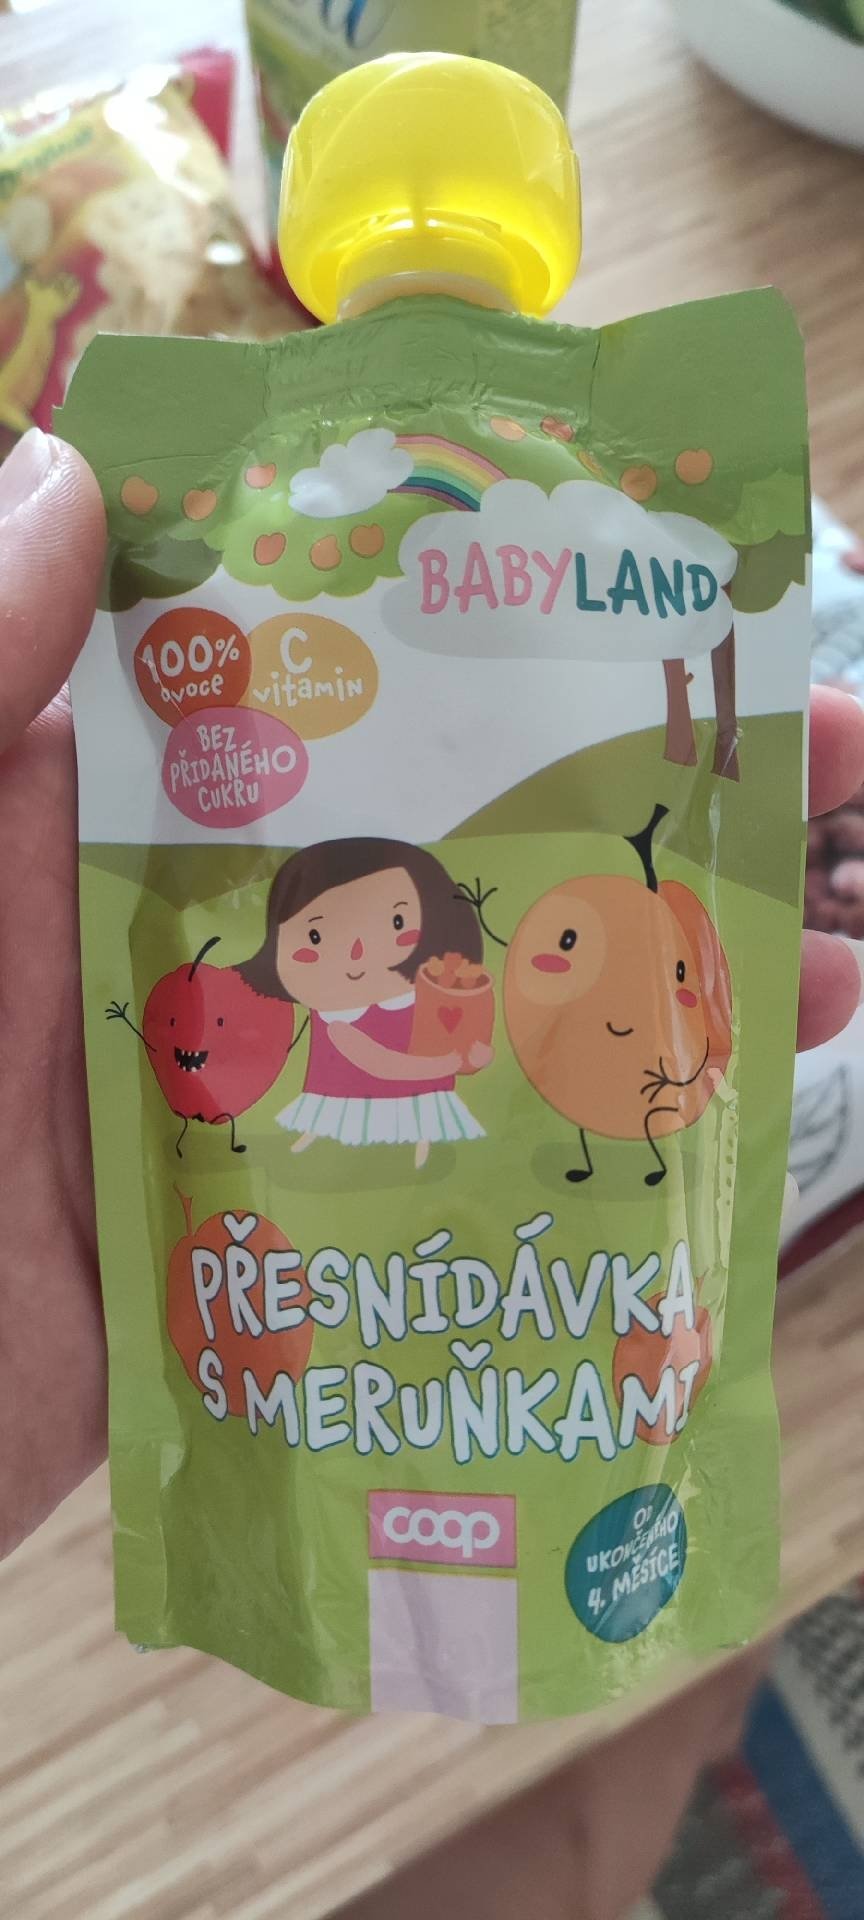 BABYLAND
100%
ovoce
C
vitamin
BEZ
PŘIDANÉHO
CUKRU
PŘESNÍDÁVKA
S MERUŇKAMI
coop
OD
UKONČENÉHO
4. MĚSÍCE